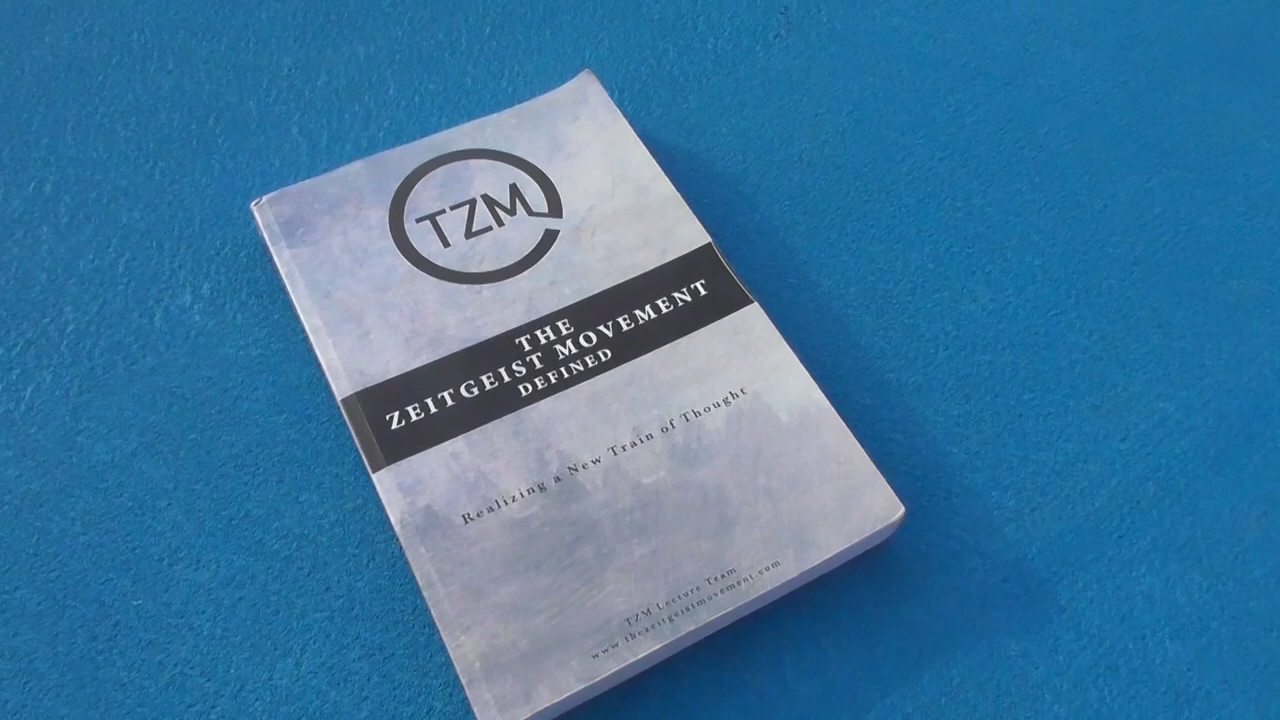 TZM
THE
ZEITGEIST MOVEMENT
DEFINED
Realizing a New Train of Thought
TZM Lecture Team
www.thezeitgeistmovement.com